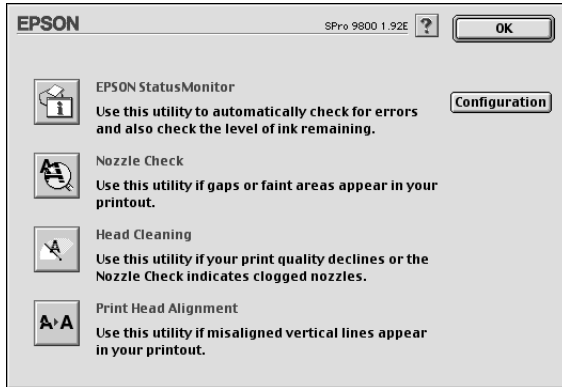 EPSON
SPro 9800 1.92E
?
OK
EPSON StatusMonitor
Use this utility to automatically check for errors
and also check the level of ink remaining.
Configuration
Nozzle Check
Use this utility if gaps or faint areas appear in your
printout.
Head Cleaning
Use this utility if your print quality declines or the
Nozzle Check indicates clogged nozzles.
Print Head Alignment
Use this utility if misaligned vertical lines appear
in your printout.